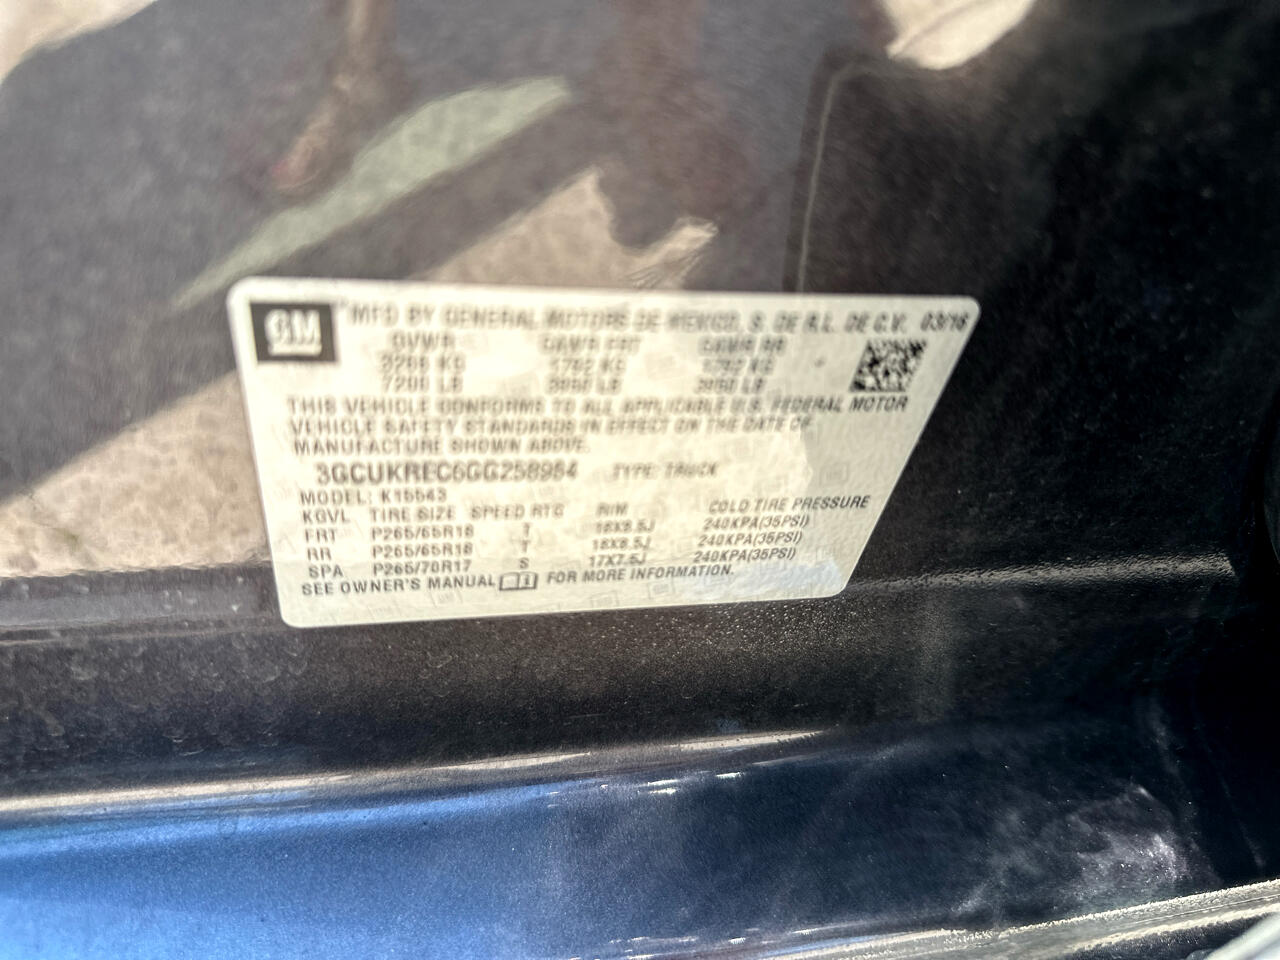 GM MFD BY GENERAL MOTORS DE MEXICO, S. DE R.L. DE C.V. 03/16
GVWR GAWR FRT GAWR RR
KG 1792 KG 1792 KG
7200 LB 3950 LB 3950 LB
THIS VEHICLE CONFORMS TO ALL APPLICABLE U.S. FEDERAL MOTOR
VEHICLE SAFETY STANDARDS IN EFFECT ON THE DATE OF
MANUFACTURE SHOWN ABOVE.
3GCUKREC6GG258954 TYPE: TRUCK
MODEL: K15543
KGVL TIRE SIZE SPEED RTG RIM COLD TIRE PRESSURE
FRT P265/65R18 T 18X8.5J 240KPA(35PSI)
RR P265/65R18 T 18X8.5J 240KPA(35PSI)
SPA P265/70R17 S 17X7.5J 240KPA(35PSI)
SEE OWNER'S MANUAL FOR MORE INFORMATION.